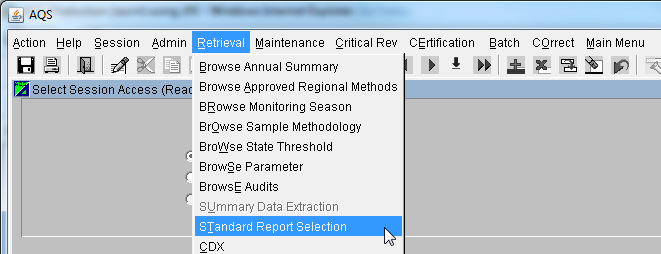 AQS
Action Help Session Admin Retrieval Maintenance Critical Rev CErtification Batch COrrect Main Menu
Select Session Access (Read
Browse Annual Summary
Browse Approved Regional Methods
BRowse Monitoring Season
BrOwse Sample Methodology
BroWse State Threshold
BrowSe Parameter
BrowsE Audits
SUmmary Data Extraction
STandard Report Selection
CDX